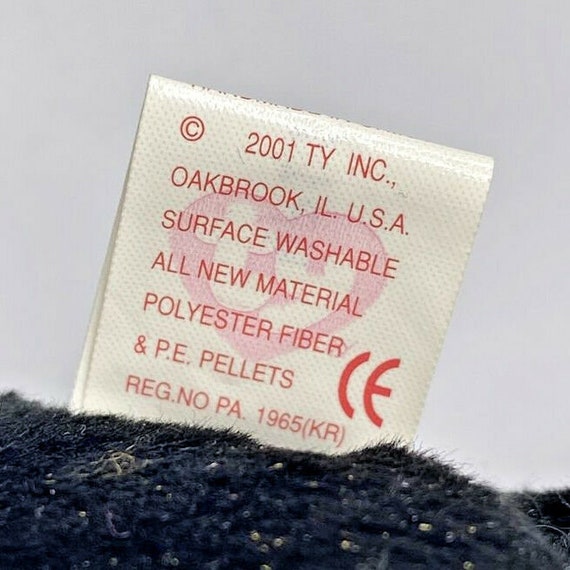 © 2001 TY INC.,
OAKBROOK, IL. U.S.A.
SURFACE WASHABLE
ALL NEW MATERIAL
POLYESTER FIBER
& P.E. PELLETS
REG.NO PA. 1965(KR)
CE